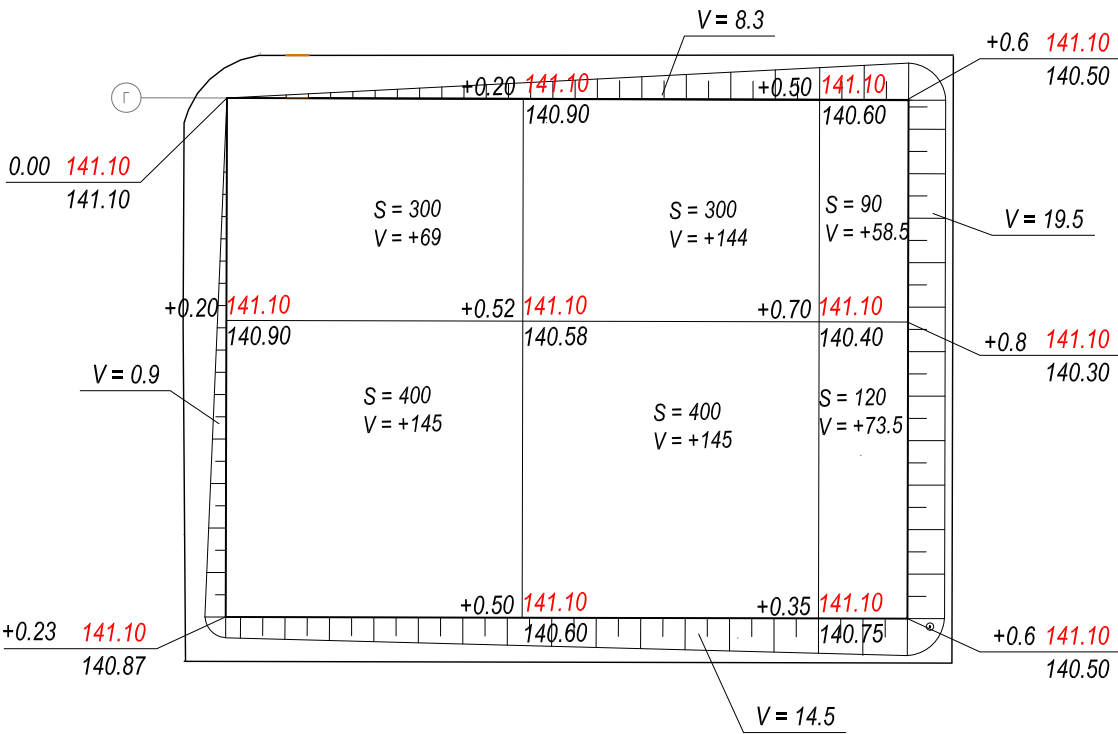 V = 8.3
+0.6 141.10
140.50
Г
+0.20 141.10
140.90
+0.50 141.10
140.60
0.00 141.10
141.10
S = 300
V = +69
S = 300
V = +144
S = 90
V = +58.5
V = 19.5
+0.20 141.10
140.90
+0.52 141.10
140.58
+0.70 141.10
140.40
+0.8 141.10
140.30
V = 0.9
S = 400
V = +145
S = 400
V = +145
S = 120
V = +73.5
+0.23 141.10
140.87
+0.50 141.10
140.60
+0.35 141.10
140.75
+0.6 141.10
140.50
V = 14.5